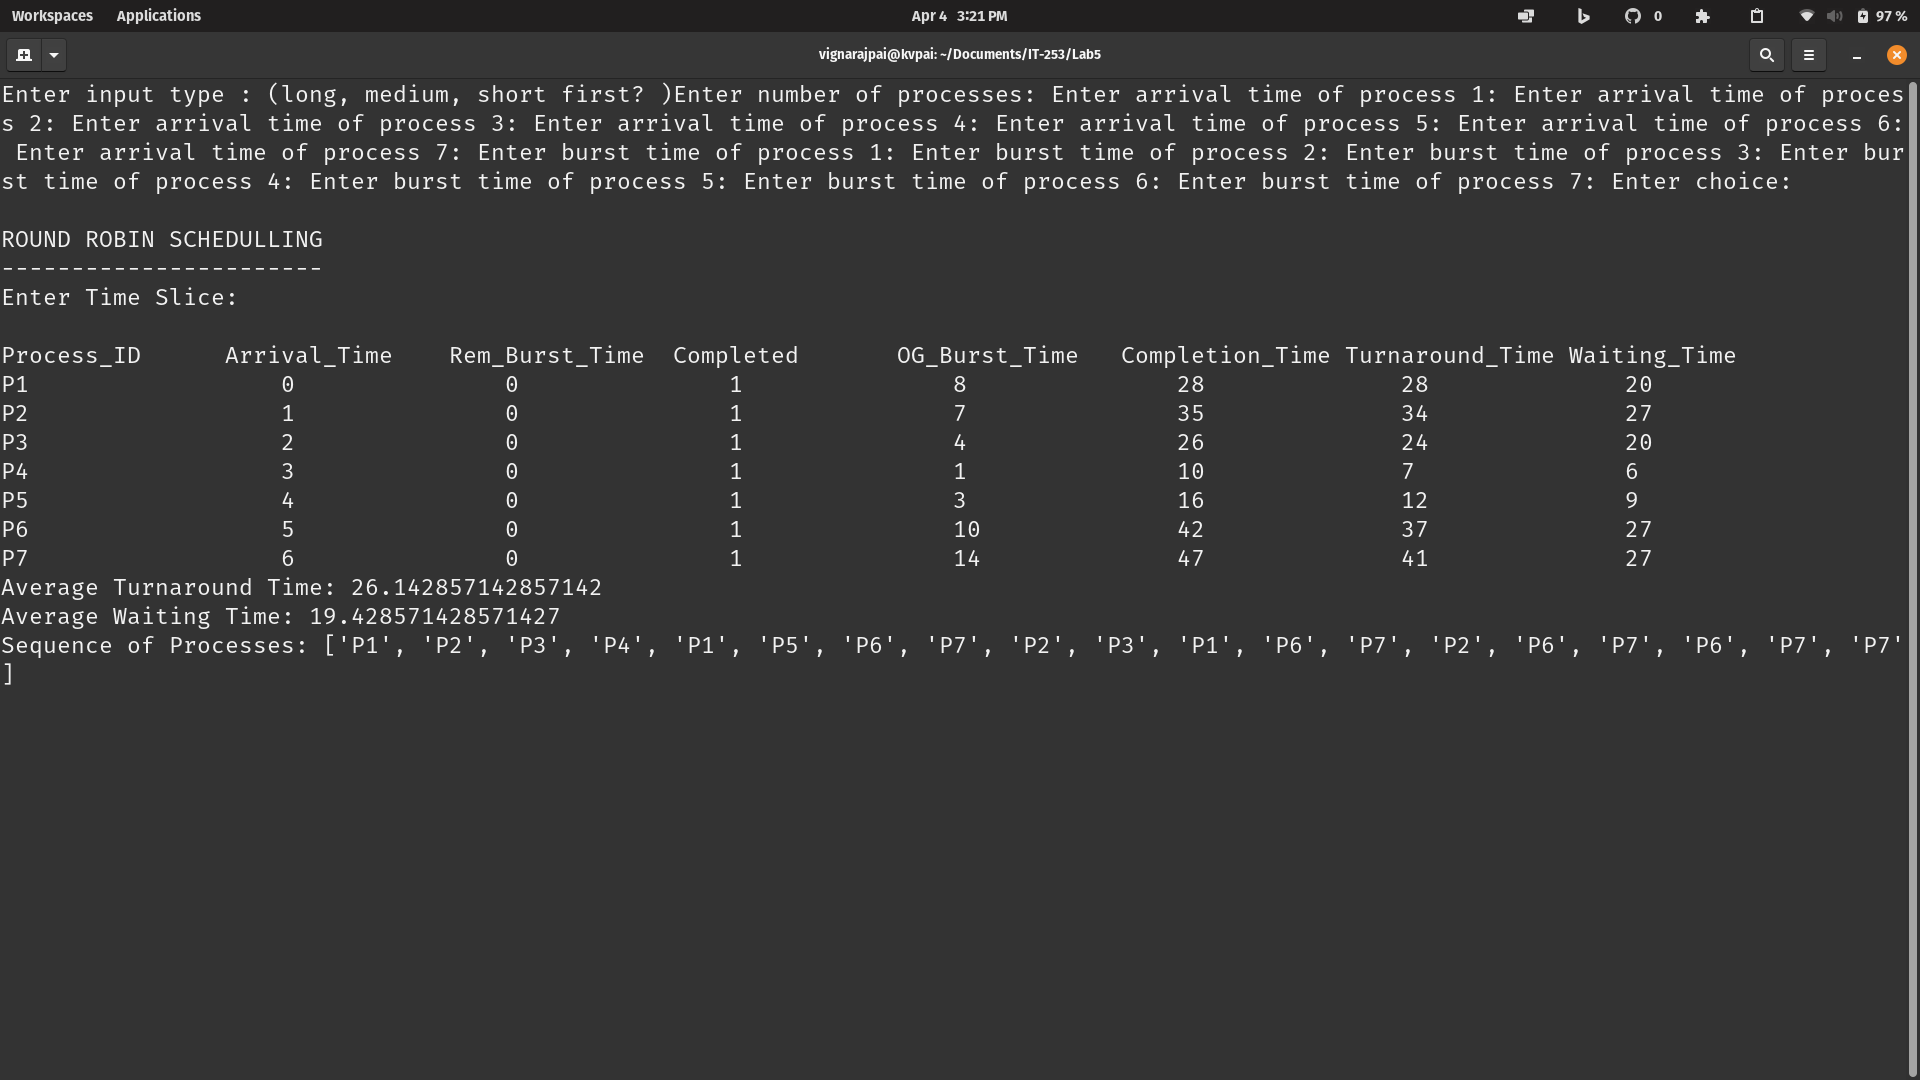 Workspaces Applications Apr 4 3:21 PM 0 97 %
vignarajpai@kvpai: ~/Documents/IT-253/Lab5
Enter input type : (long, medium, short first? )Enter number of processes: Enter arrival time of process 1: Enter arrival time of proces
s 2: Enter arrival time of process 3: Enter arrival time of process 4: Enter arrival time of process 5: Enter arrival time of process 6:
 Enter arrival time of process 7: Enter burst time of process 1: Enter burst time of process 2: Enter burst time of process 3: Enter bur
st time of process 4: Enter burst time of process 5: Enter burst time of process 6: Enter burst time of process 7: Enter choice:
ROUND ROBIN SCHEDULLING
-----------------------
Enter Time Slice:
Process_ID Arrival_Time Rem_Burst_Time Completed OG_Burst_Time Completion_Time Turnaround_Time Waiting_Time
P1 0 0 1 8 28 28 20
P2 1 0 1 7 35 34 27
P3 2 0 1 4 26 24 20
P4 3 0 1 1 10 7 6
P5 4 0 1 3 16 12 9
P6 5 0 1 10 42 37 27
P7 6 0 1 14 47 41 27
Average Turnaround Time: 26.142857142857142
Average Waiting Time: 19.428571428571427
Sequence of Processes: ['P1', 'P2', 'P3', 'P4', 'P1', 'P5', 'P6', 'P7', 'P2', 'P3', 'P1', 'P6', 'P7', 'P2', 'P6', 'P7', 'P6', 'P7', 'P7'
]